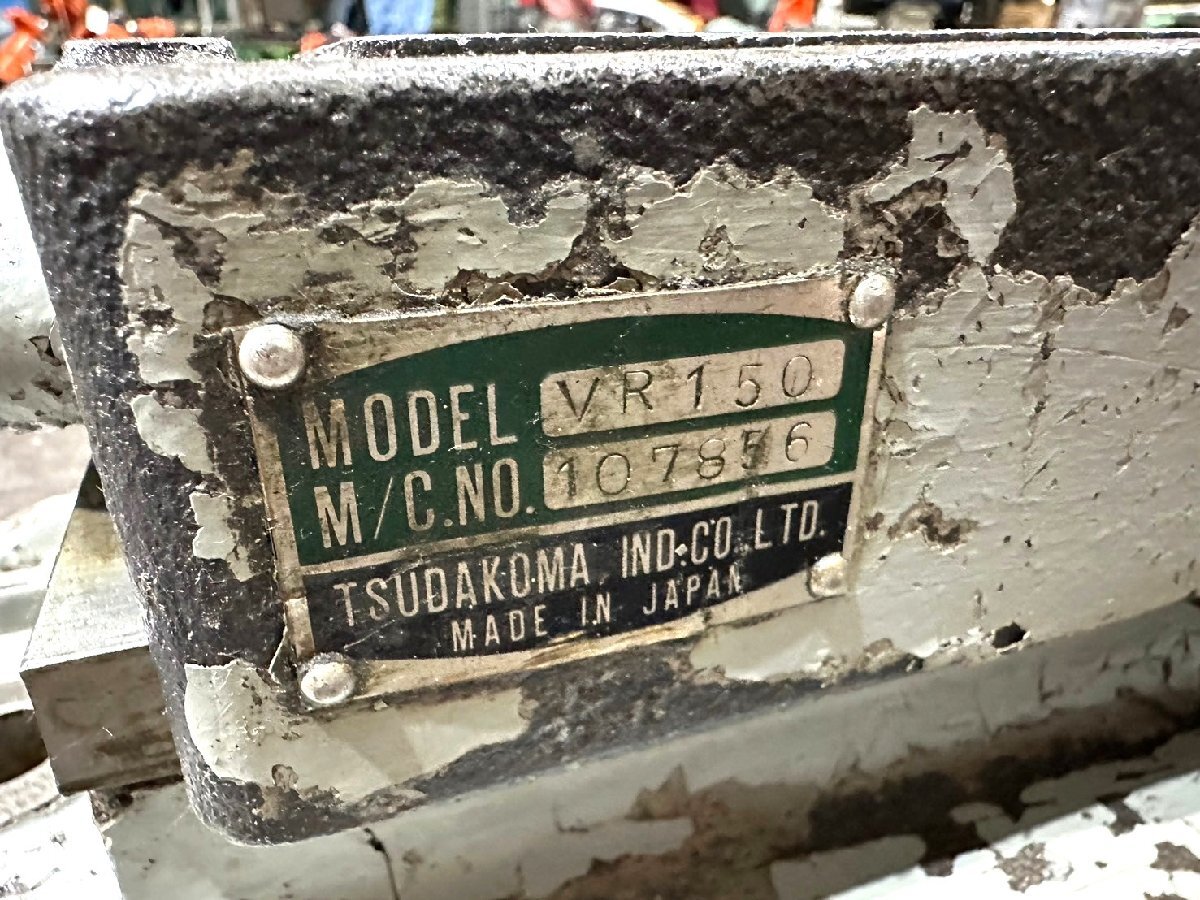 MODEL VR150
M/C.NO. 107856
TSUDAKOMA IND.CO.LTD.
MADE IN JAPAN